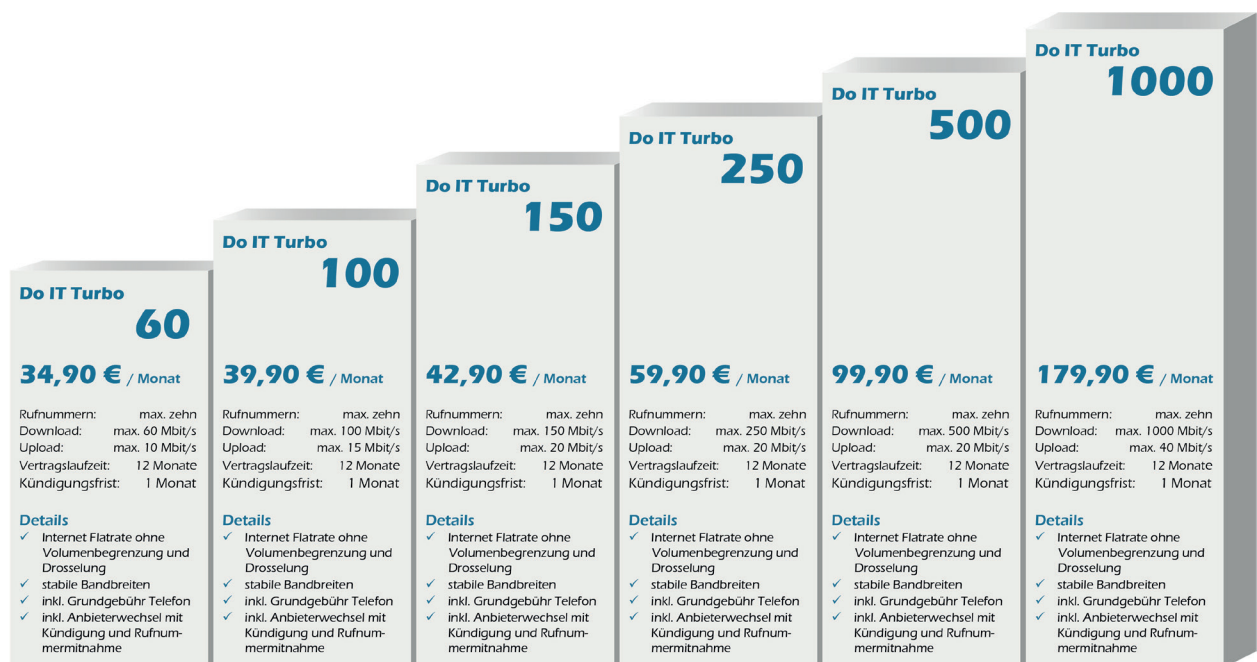 Do IT Turbo
60
34,90 € / Monat
Rufnummern: max. zehn
Download: max. 60 Mbit/s
Upload: max. 10 Mbit/s
Vertragslaufzeit: 12 Monate
Kündigungsfrist: 1 Monat
Details
✓ Internet Flatrate ohne
Volumenbegrenzung und
Drosselung
✓ stabile Bandbreiten
✓ inkl. Grundgebühr Telefon
✓ inkl. Anbieterwechsel mit
Kündigung und Rufnum-
mermitnahme
Do IT Turbo
100
39,90 € / Monat
Rufnummern: max. zehn
Download: max. 100 Mbit/s
Upload: max. 15 Mbit/s
Vertragslaufzeit: 12 Monate
Kündigungsfrist: 1 Monat
Details
✓ Internet Flatrate ohne
Volumenbegrenzung und
Drosselung
✓ stabile Bandbreiten
✓ inkl. Grundgebühr Telefon
✓ inkl. Anbieterwechsel mit
Kündigung und Rufnum-
mermitnahme
Do IT Turbo
150
42,90 € / Monat
Rufnummern: max. zehn
Download: max. 150 Mbit/s
Upload: max. 20 Mbit/s
Vertragslaufzeit: 12 Monate
Kündigungsfrist: 1 Monat
Details
✓ Internet Flatrate ohne
Volumenbegrenzung und
Drosselung
✓ stabile Bandbreiten
✓ inkl. Grundgebühr Telefon
✓ inkl. Anbieterwechsel mit
Kündigung und Rufnum-
mermitnahme
Do IT Turbo
250
59,90 € / Monat
Rufnummern: max. zehn
Download: max. 250 Mbit/s
Upload: max. 20 Mbit/s
Vertragslaufzeit: 12 Monate
Kündigungsfrist: 1 Monat
Details
✓ Internet Flatrate ohne
Volumenbegrenzung und
Drosselung
✓ stabile Bandbreiten
✓ inkl. Grundgebühr Telefon
✓ inkl. Anbieterwechsel mit
Kündigung und Rufnum-
mermitnahme
Do IT Turbo
500
99,90 € / Monat
Rufnummern: max. zehn
Download: max. 500 Mbit/s
Upload: max. 20 Mbit/s
Vertragslaufzeit: 12 Monate
Kündigungsfrist: 1 Monat
Details
✓ Internet Flatrate ohne
Volumenbegrenzung und
Drosselung
✓ stabile Bandbreiten
✓ inkl. Grundgebühr Telefon
✓ inkl. Anbieterwechsel mit
Kündigung und Rufnum-
mermitnahme
Do IT Turbo
1000
179,90 € / Monat
Rufnummern: max. zehn
Download: max. 1000 Mbit/s
Upload: max. 40 Mbit/s
Vertragslaufzeit: 12 Monate
Kündigungsfrist: 1 Monat
Details
✓ Internet Flatrate ohne
Volumenbegrenzung und
Drosselung
✓ stabile Bandbreiten
✓ inkl. Grundgebühr Telefon
✓ inkl. Anbieterwechsel mit
Kündigung und Rufnum-
mermitnahme